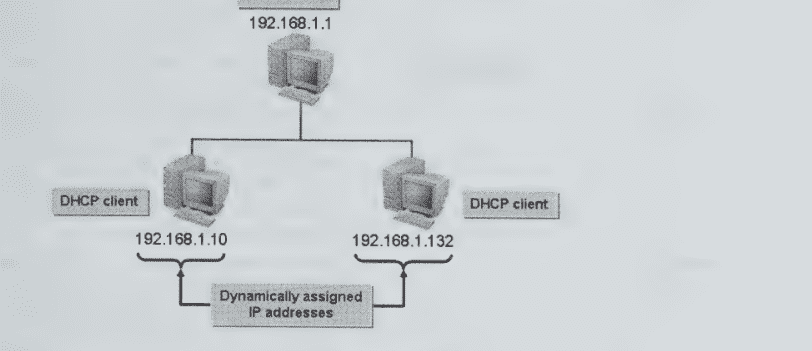 192.168.1.1
DHCP client
DHCP client
192.168.1.10
192.168.1.132
Dynamically assigned
IP addresses